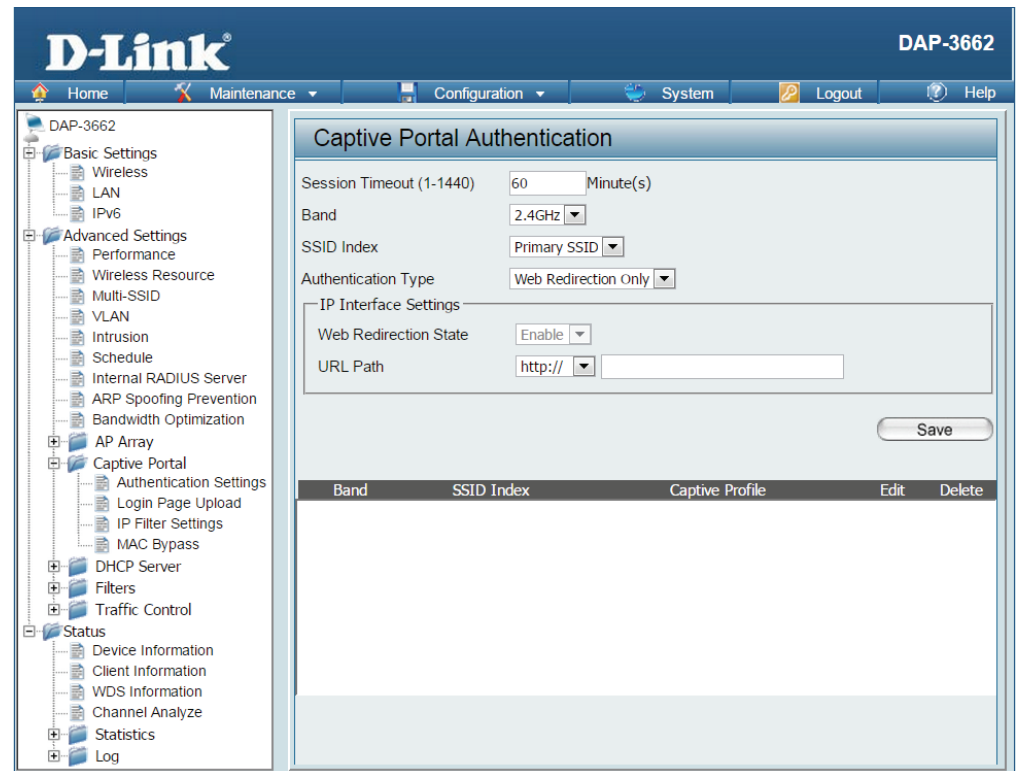 D-Link®
DAP-3662
Home
Maintenance
Configuration
System
Logout
Help
DAP-3662
Basic Settings
Wireless
LAN
IPv6
Advanced Settings
Performance
Wireless Resource
Multi-SSID
VLAN
Intrusion
Schedule
Internal RADIUS Server
ARP Spoofing Prevention
Bandwidth Optimization
AP Array
Captive Portal
Authentication Settings
Login Page Upload
IP Filter Settings
MAC Bypass
DHCP Server
Filters
Traffic Control
Status
Device Information
Client Information
WDS Information
Channel Analyze
Statistics
Log
Captive Portal Authentication
Session Timeout (1-1440) 60 Minute(s)
Band 2.4GHz
SSID Index Primary SSID
Authentication Type Web Redirection Only
IP Interface Settings
Web Redirection State Enable
URL Path http://
Save
Band SSID Index Captive Profile Edit Delete